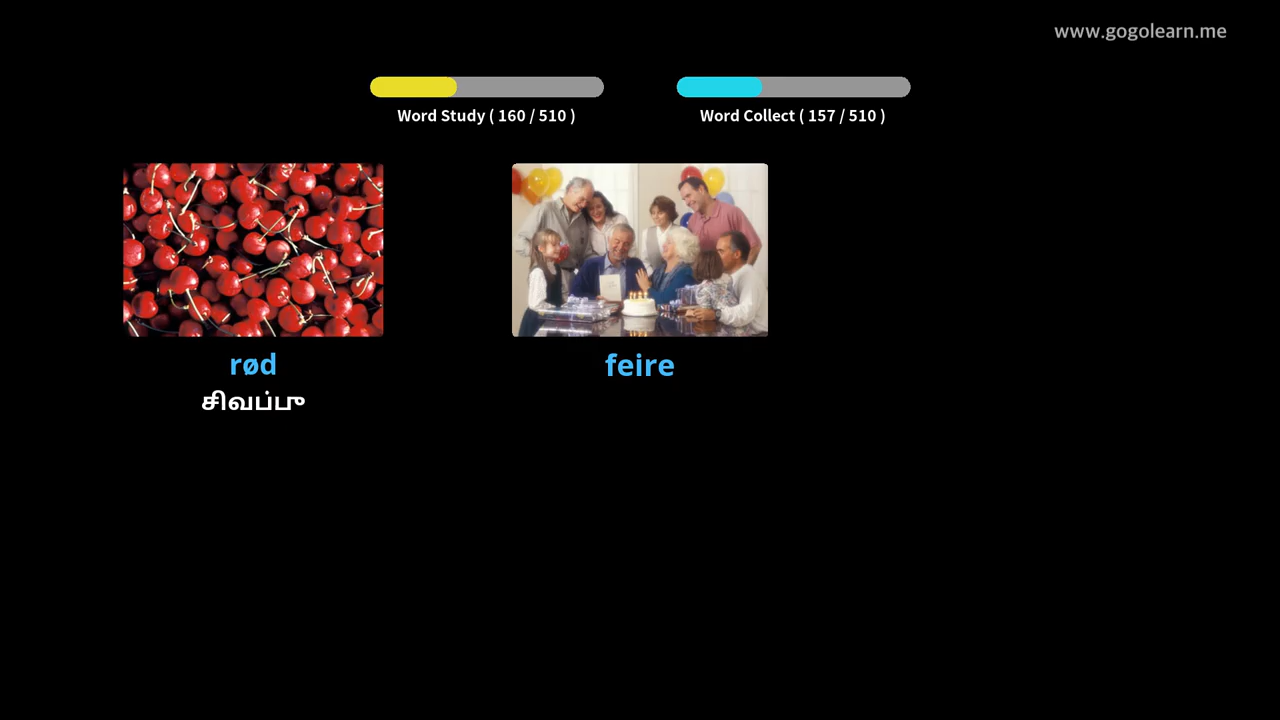 www.gogolearn.me
Word Study ( 160 / 510 )
Word Collect ( 157 / 510 )
rød
சிவப்பு
feire